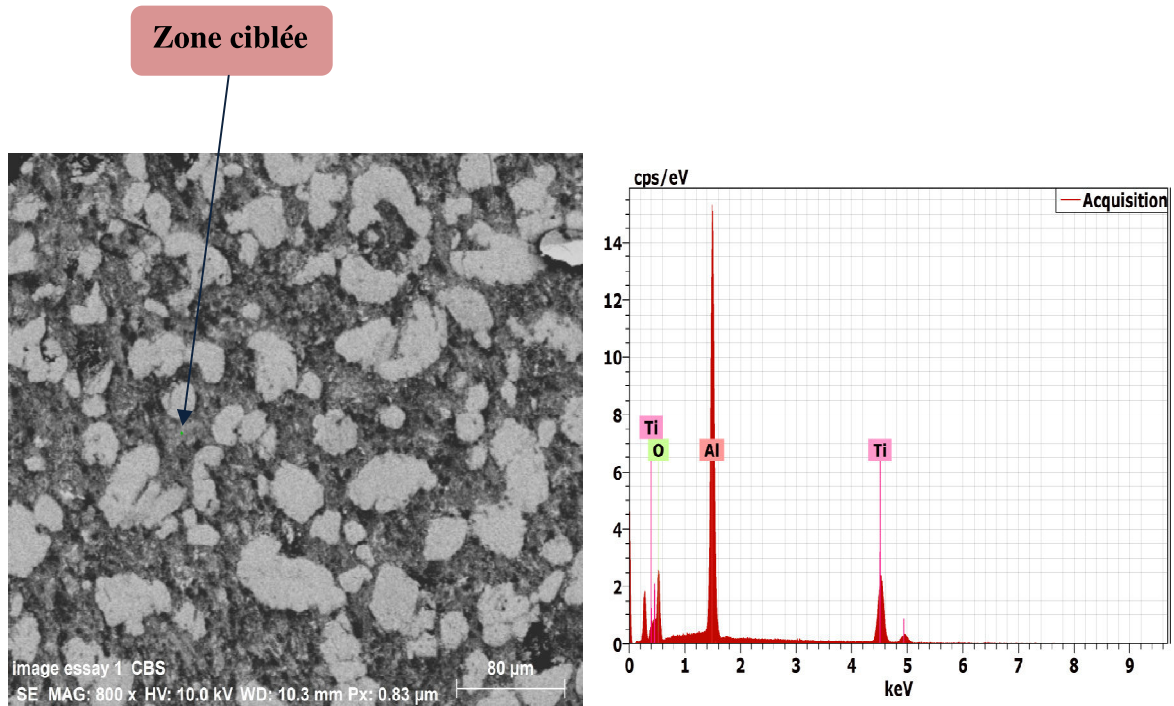 Zone ciblée
image essay 1 CBS
80 µm
SE MAG: 800 x HV: 10.0 kV WD: 10.3 mm Px: 0.83 µm
cps/eV
Acquisition
14
12
10
8
6
4
2
0
Ti
O
Al
Ti
0 1 2 3 4 5 6 7 8 9
keV